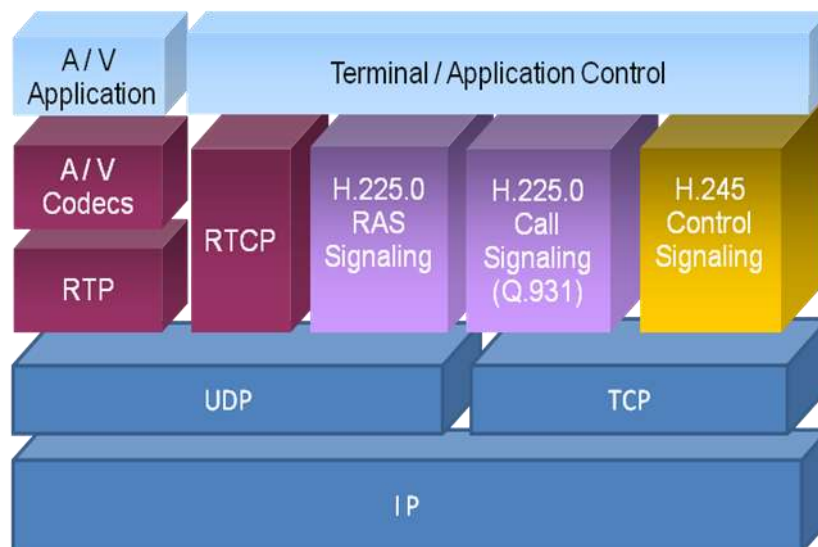 A / V
Application
Terminal / Application Control
A / V
Codecs
RTP
RTCP
H.225.0
RAS
Signaling
H.225.0
Call
Signaling
(Q.931)
H.245
Control
Signaling
UDP
TCP
IP